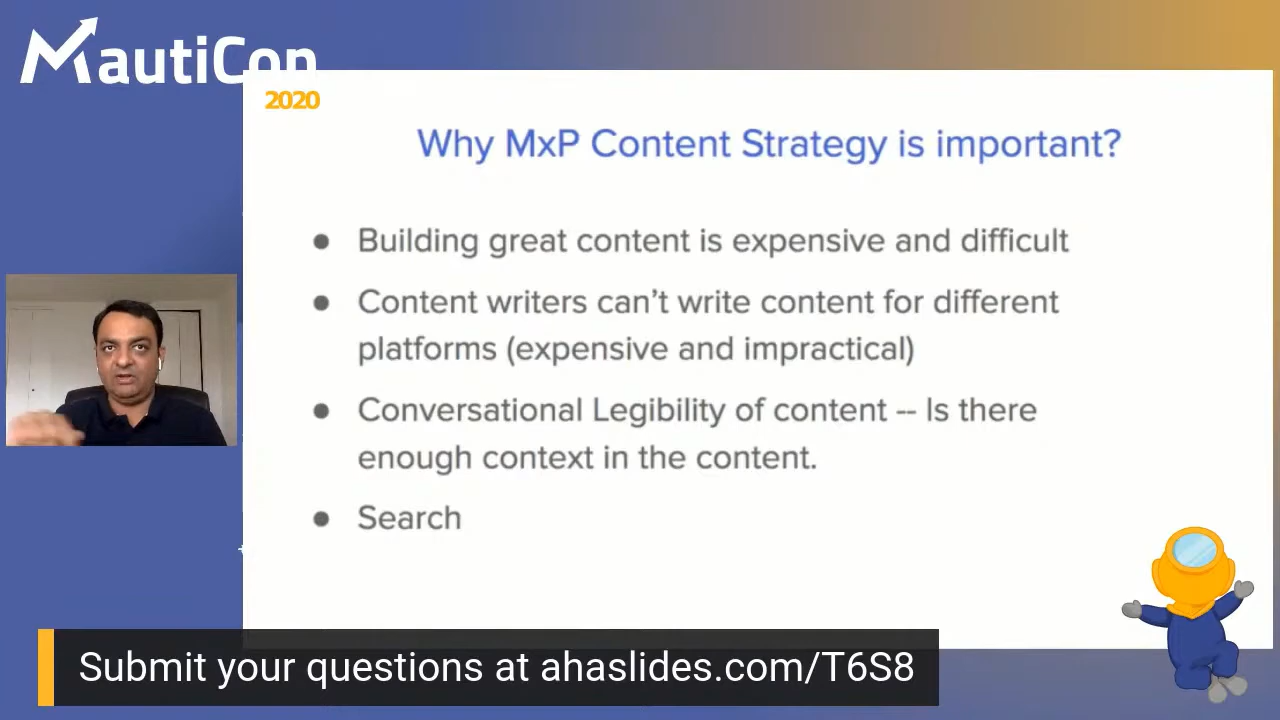 MautiCon
2020
Why MxP Content Strategy is important?
● Building great content is expensive and difficult
● Content writers can't write content for different
platforms (expensive and impractical)
● Conversational Legibility of content -- Is there
enough context in the content.
● Search
Submit your questions at ahaslides.com/T6S8